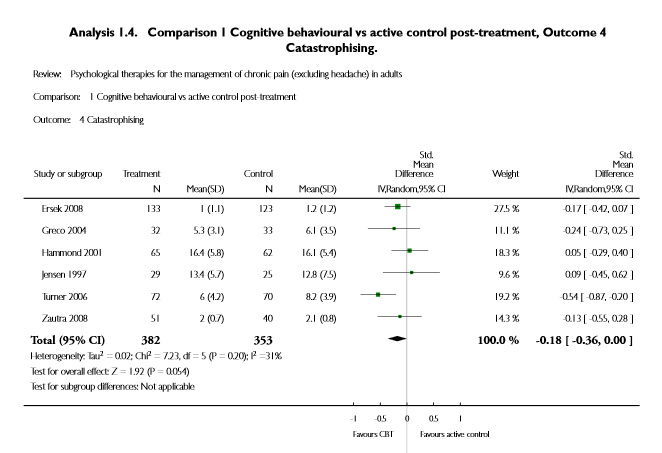 Analysis 1.4. Comparison 1 Cognitive behavioural vs active control post-treatment, Outcome 4
Catastrophising.
Review: Psychological therapies for the management of chronic pain (excluding headache) in adults
Comparison: 1 Cognitive behavioural vs active control post-treatment
Outcome: 4 Catastrophising
Study or subgroup Treatment Control Std. Mean Difference Weight Std. Mean Difference
N Mean(SD) N Mean(SD) IV,Random,95% CI IV,Random,95% CI
Ersek 2008 133 1 (1.1) 123 1.2 (1.2) 27.5 % -0.17 [ -0.42, 0.07 ]
Greco 2004 32 5.3 (3.1) 33 6.1 (3.5) 11.1 % -0.24 [ -0.73, 0.25 ]
Hammond 2001 65 16.4 (5.8) 62 16.1 (5.4) 18.3 % 0.05 [ -0.29, 0.40 ]
Jensen 1997 29 13.4 (5.7) 25 12.8 (7.5) 9.6 % 0.09 [ -0.45, 0.62 ]
Turner 2006 72 6 (4.2) 70 8.2 (3.9) 19.2 % -0.54 [ -0.87, -0.20 ]
Zautra 2008 51 2 (0.7) 40 2.1 (0.8) 14.3 % -0.13 [ -0.55, 0.28 ]
Total (95% CI) 382 353 100.0 % -0.18 [ -0.36, 0.00 ]
Heterogeneity: Tau² = 0.02; Chi² = 7.23, df = 5 (P = 0.20); I² =31%
Test for overall effect: Z = 1.92 (P = 0.054)
Test for subgroup differences: Not applicable
-1 -0.5 0 0.5 1
Favours CBT Favours active control